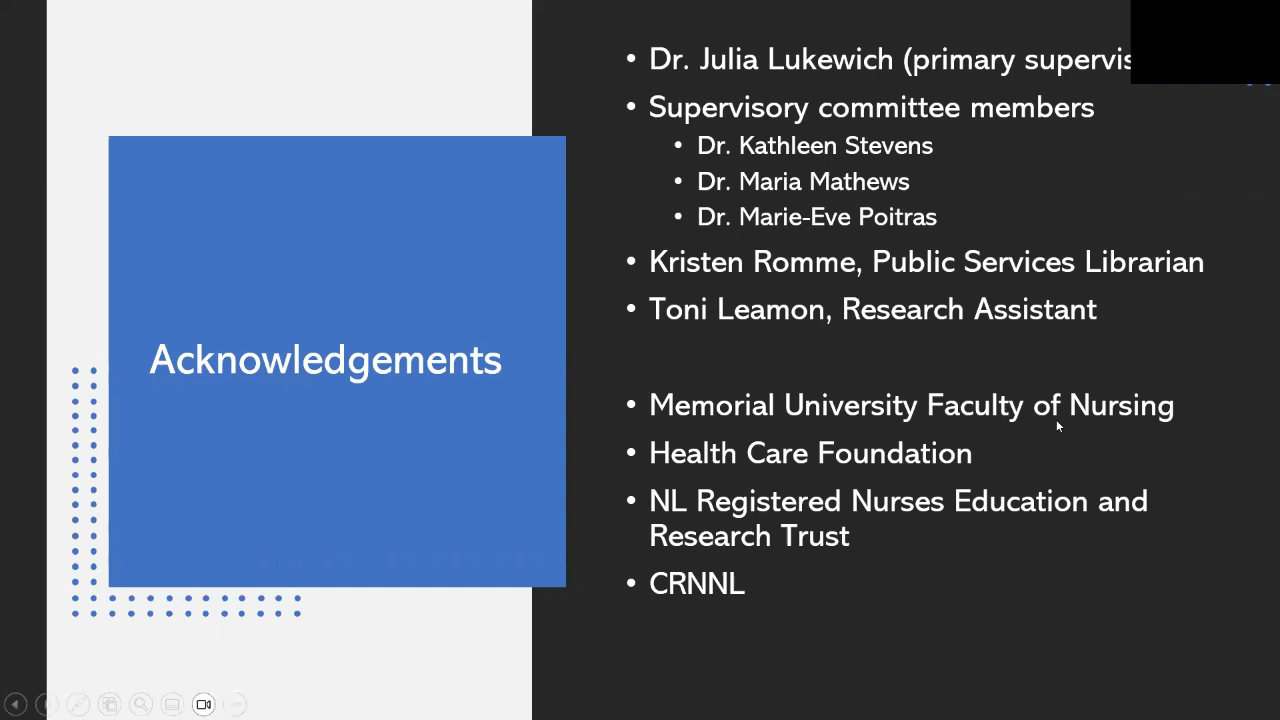 Acknowledgements
• Dr. Julia Lukewich (primary
• Supervisory committee members
• Dr. Kathleen Stevens
• Dr. Maria Mathews
• Dr. Marie-Eve Poitras
• Kristen Romme, Public Services Librarian
• Toni Leamon, Research Assistant
• Memorial University Faculty of Nursing
• Health Care Foundation
• NL Registered Nurses Education and
Research Trust
• CRNNL